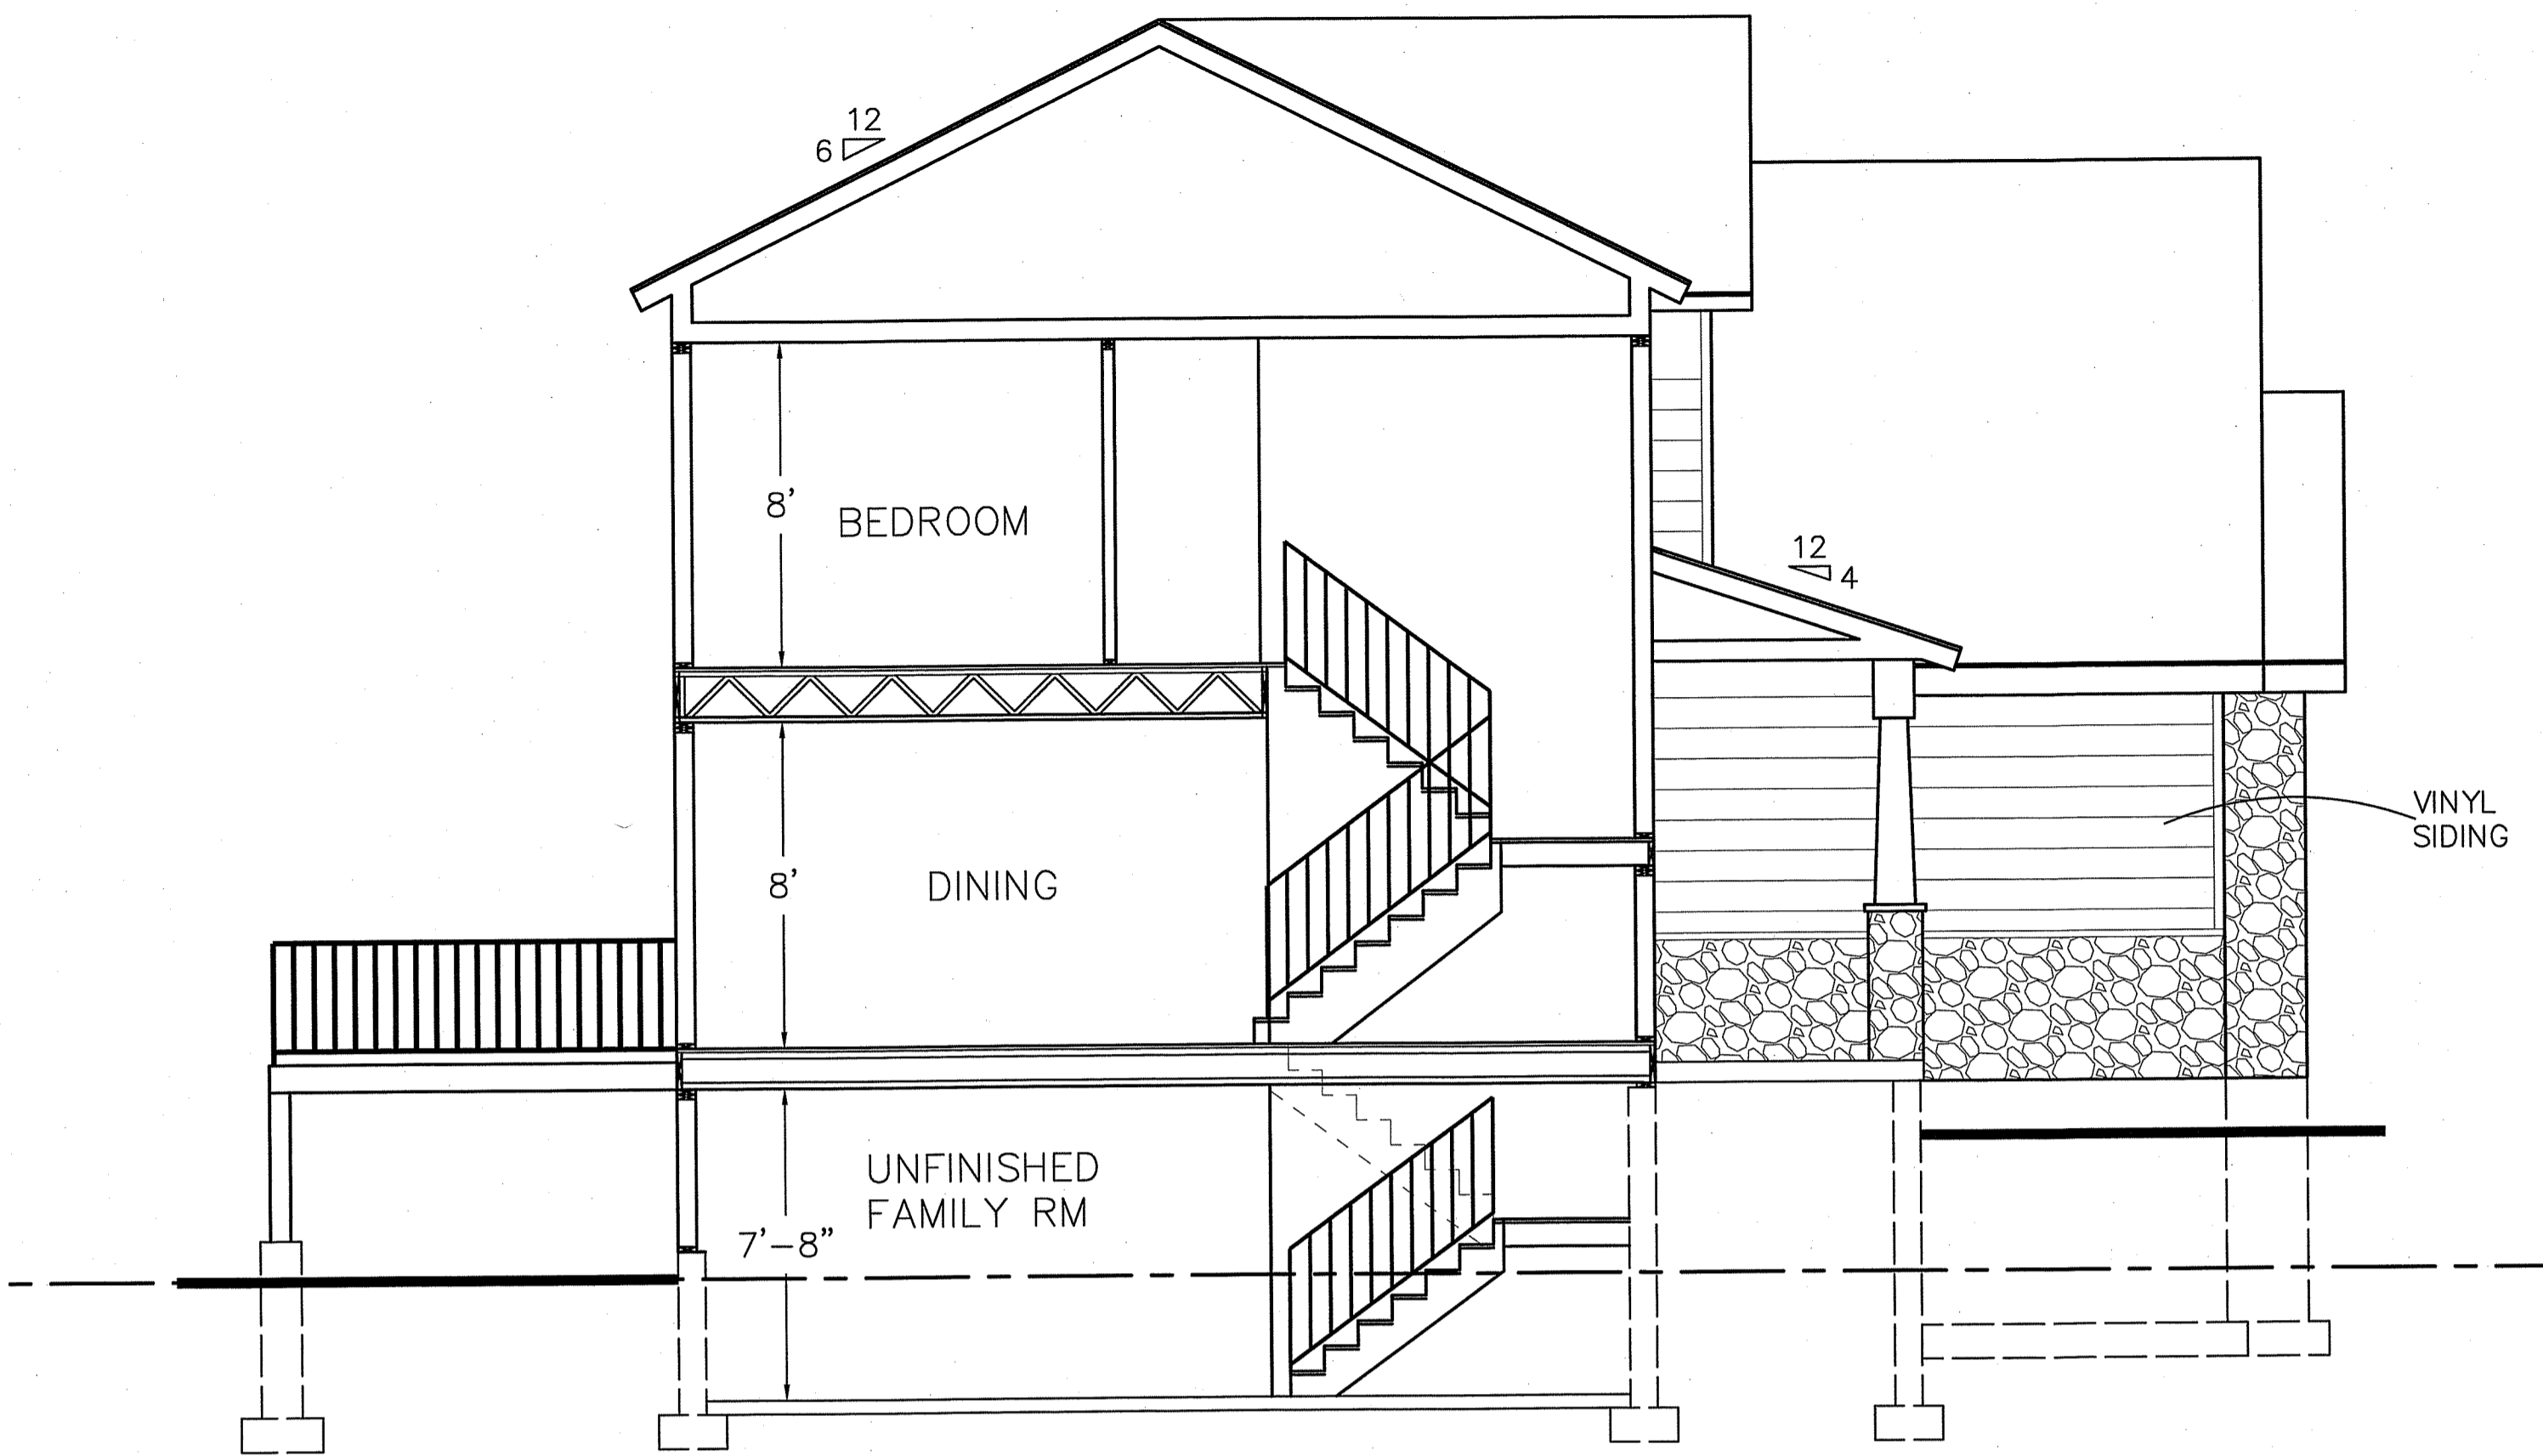 12
6
8'
BEDROOM
12
4
8'
DINING
VINYL
SIDING
UNFINISHED
FAMILY RM
7'-8"